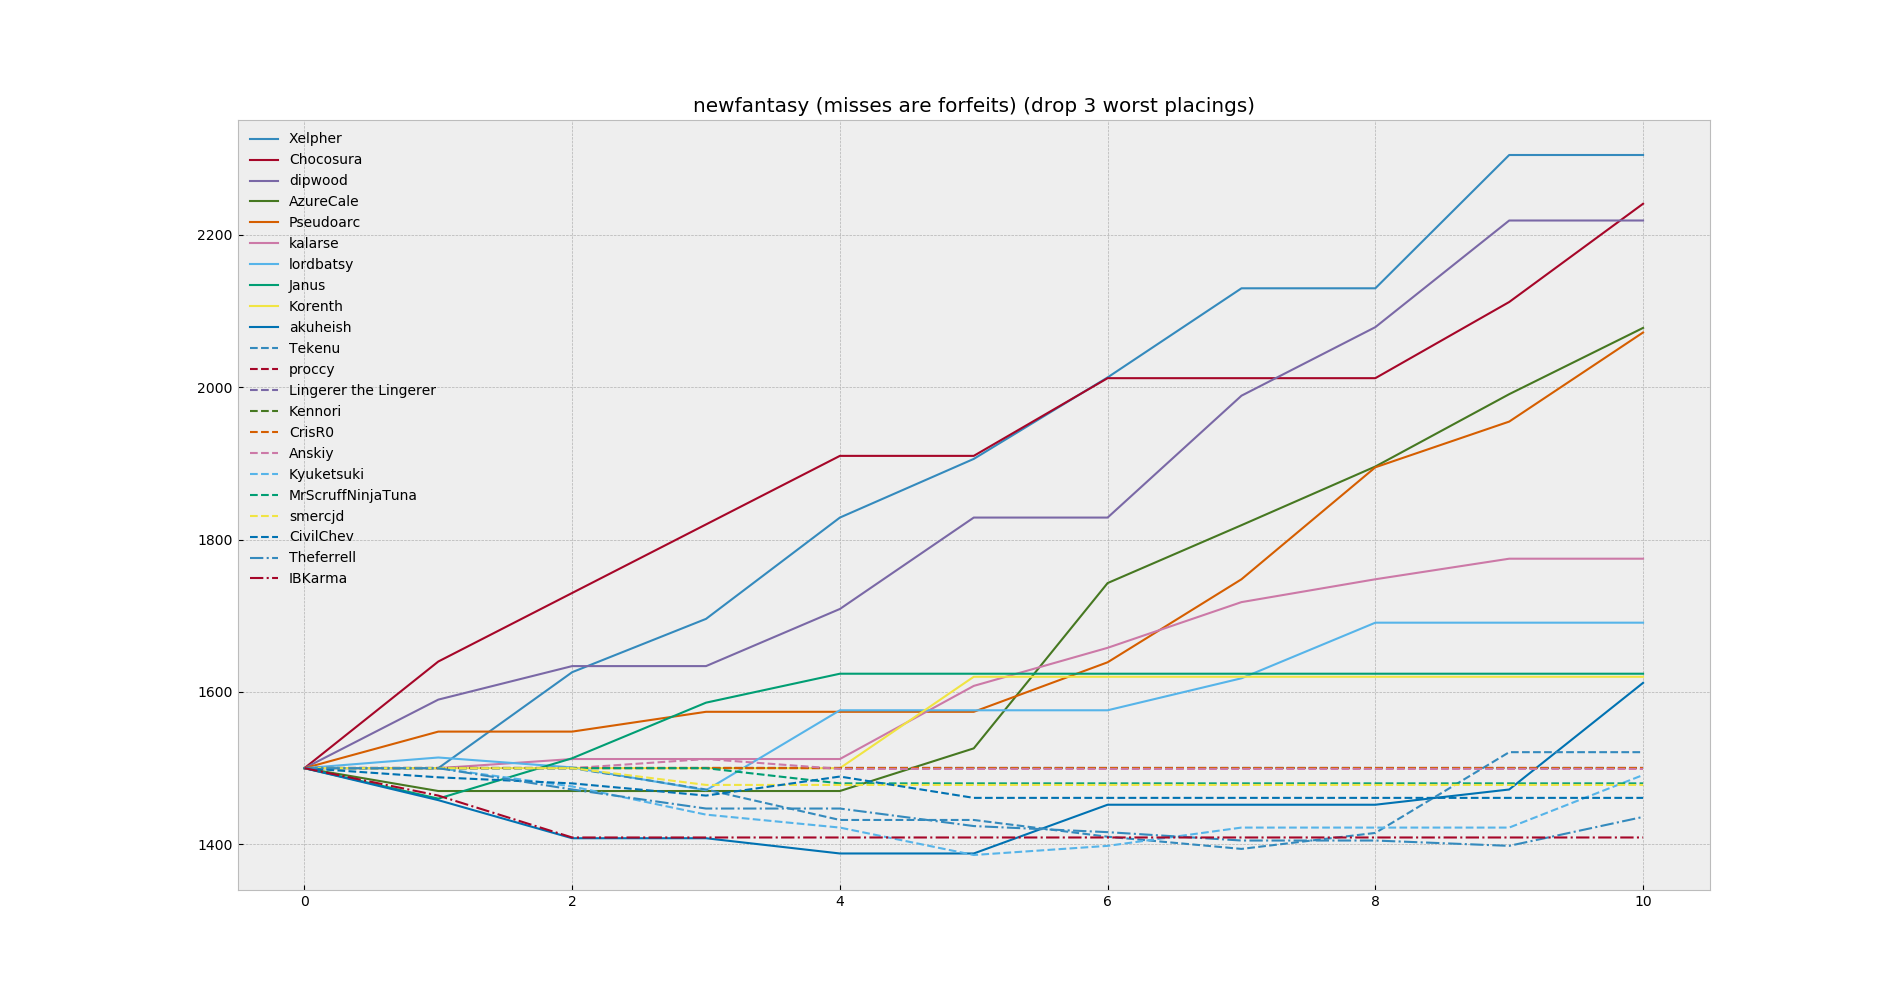 newfantasy (misses are forfeits) (drop 3 worst placings)
Xelpher
Chocosura
dipwood
AzureCale
Pseudoarc
kalarse
lordbatsy
Janus
Korenth
akuheish
Tekenu
proccy
Lingerer the Lingerer
Kennori
CrisR0
Anskiy
Kyuketsuki
MrScruffNinjaTuna
smercjd
CivilChev
Theferrell
IBKarma
2200
2000
1800
1600
1400
0 2 4 6 8 10